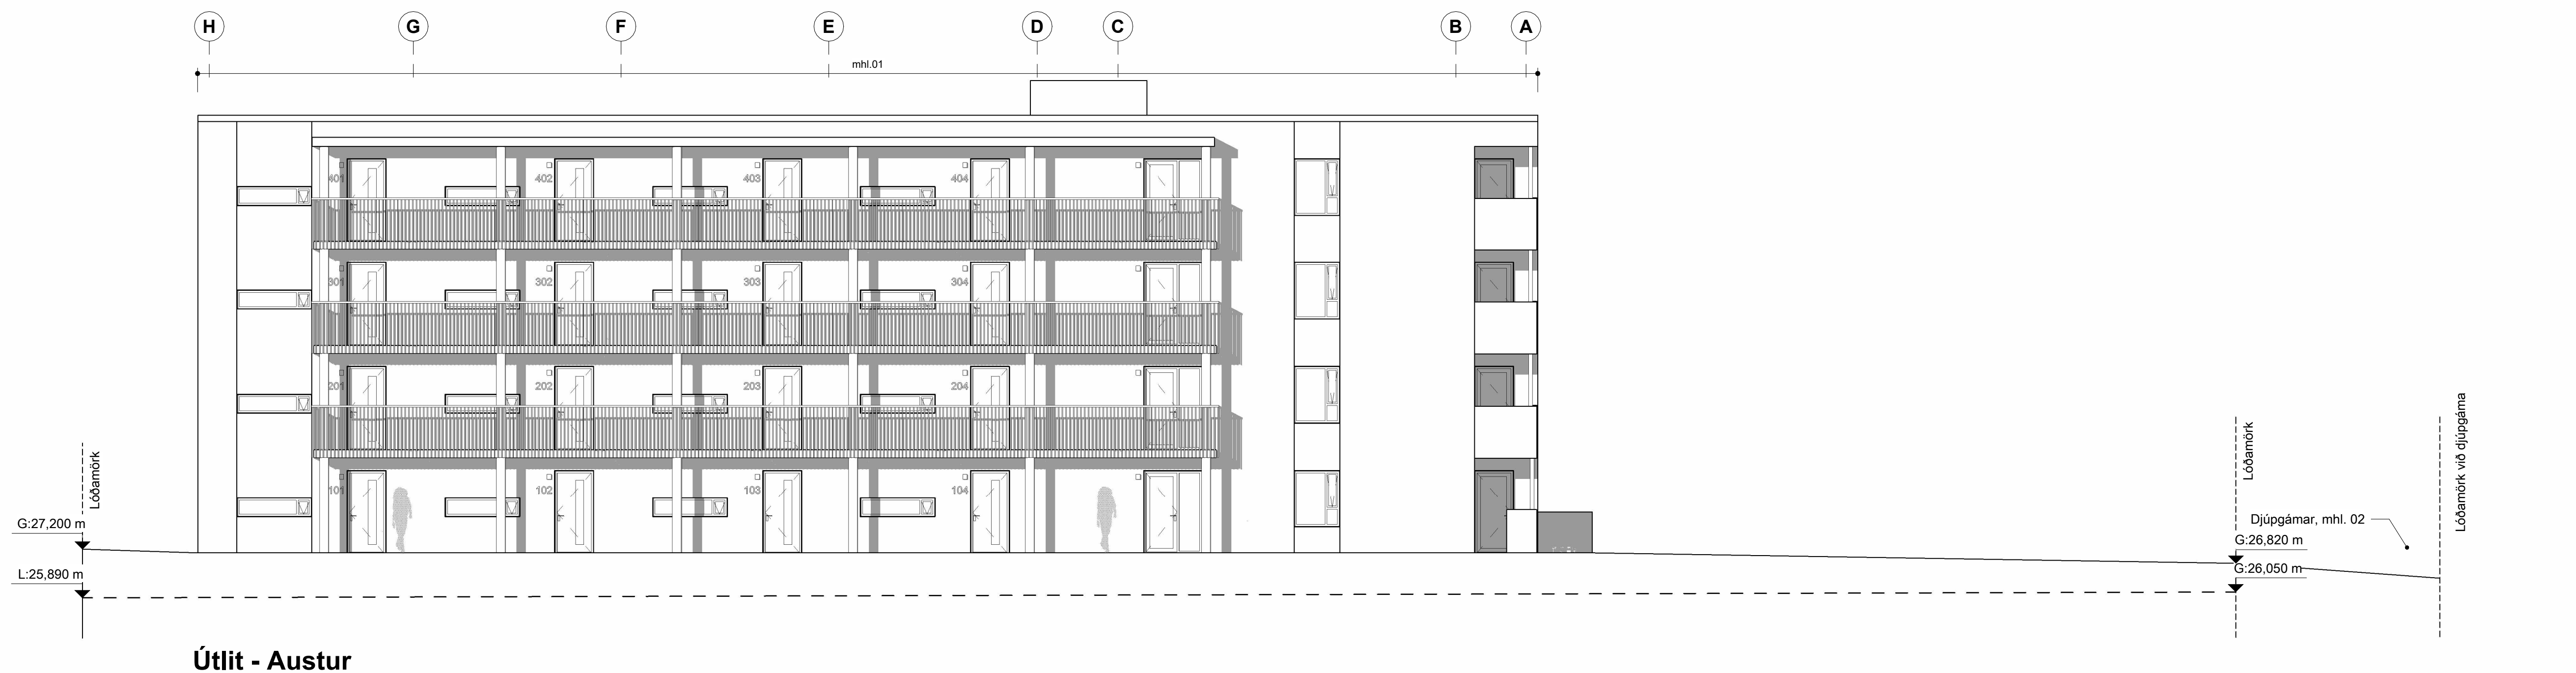 H G F E D C B A
mhl.01
401 402 403 404
301 302 303 304
201 202 203 204
101 102 103 104
Lóðamörk
G:27,200 m
L:25,890 m
Lóðamörk
Lóðamörk við djúpgáma
Djúpgámar, mhl. 02
G:26,820 m
G:26,050 m
Útlit - Austur